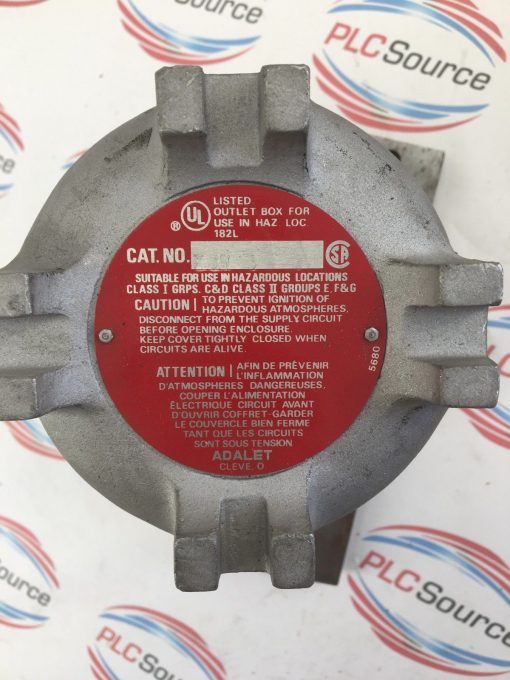 PLC
Source
PLC
Source
LISTED
OUTLET BOX FOR
USE IN HAZ. LOC
182L
UL
®
CAT. NO.
SUITABLE FOR USE IN HAZARDOUS LOCATIONS
CLASS I GRPS. C&D CLASS II GROUPS E, F&G
CAUTION | TO PREVENT IGNITION OF
HAZARDOUS ATMOSPHERES,
DISCONNECT FROM THE SUPPLY CIRCUIT
BEFORE OPENING ENCLOSURE.
KEEP COVER TIGHTLY CLOSED WHEN
CIRCUITS ARE ALIVE.
5680
ATTENTION | AFIN DE PRÉVENIR
L'INFLAMMATION
D'ATMOSPHERES DANGEREUSES,
COUPER L'ALIMENTATION
ÉLECTRIQUE CIRCUIT AVANT
D'OUVRIR COFFRET-GARDER
LE COUVERCLE BIEN FERME
TANT QUE LES CIRCUITS
SONT SOUS TENSION
ADALET
CLEVE, O
Source
PLCSource
PLCSource